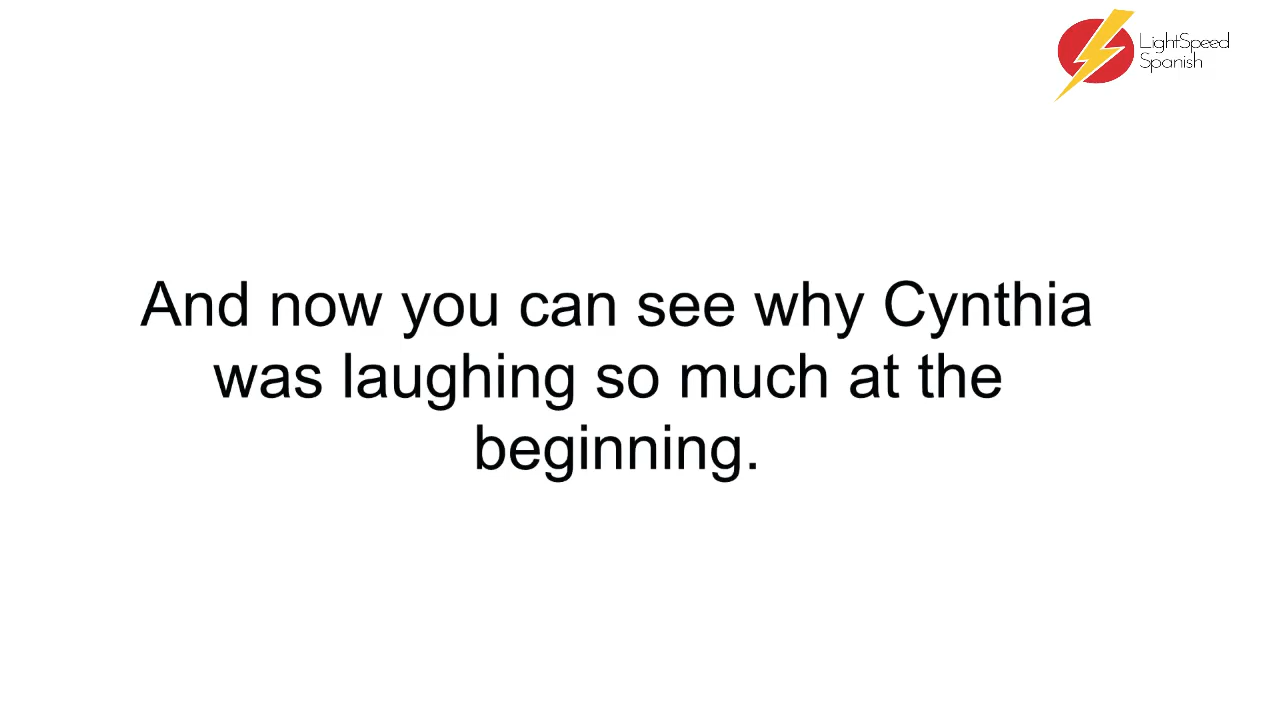 LightSpeed
Spanish
And now you can see why Cynthia
was laughing so much at the
beginning.